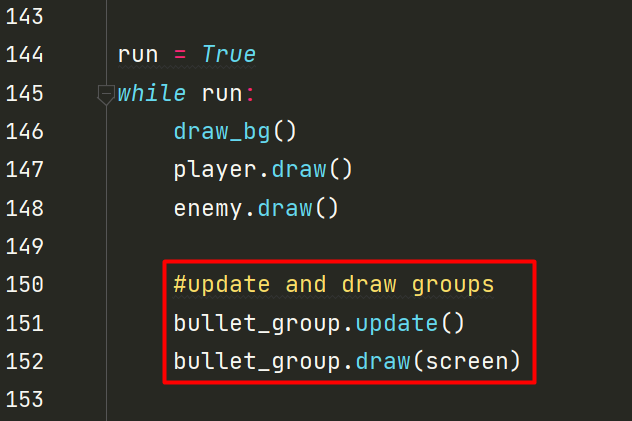 143
144 run = True
145 while run:
146 draw_bg()
147 player.draw()
148 enemy.draw()
149
150 #update and draw groups
151 bullet_group.update()
152 bullet_group.draw(screen)
153